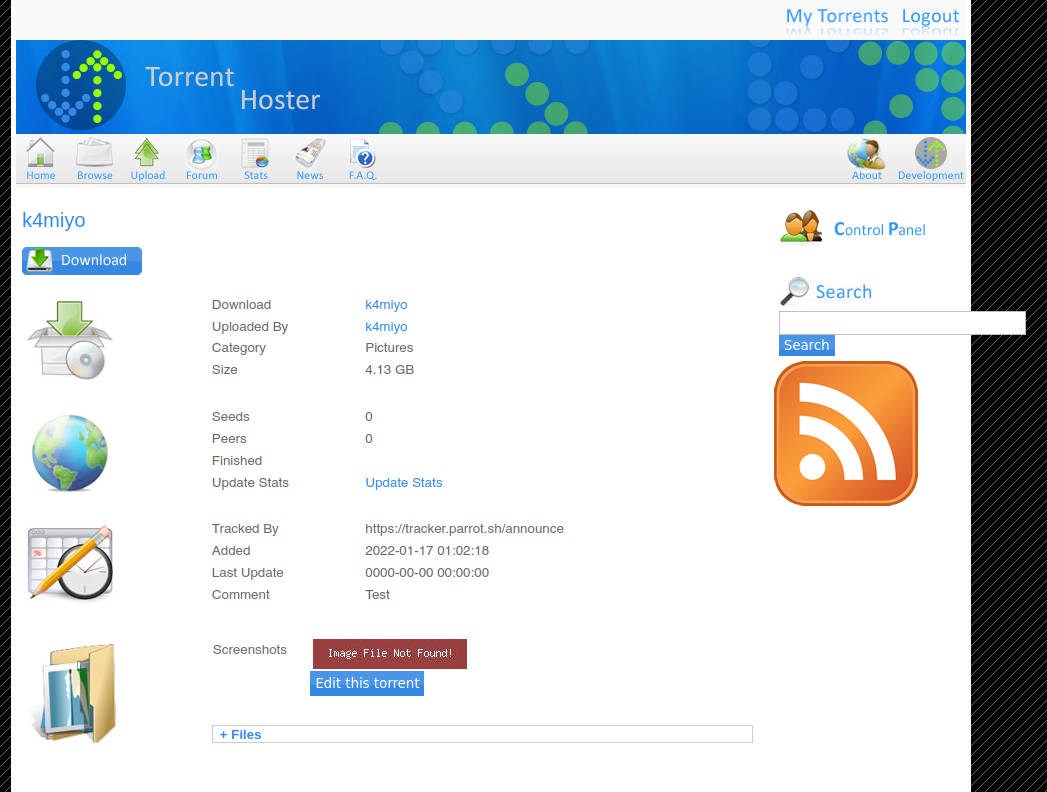 My Torrents Logout
Torrent
Hoster
Home Browse Upload Forum Stats News F.A.Q. About Development
k4miyo
Control Panel
Download
Search
Search
Download k4miyo
Uploaded By k4miyo
Category Pictures
Size 4.13 GB
Seeds 0
Peers 0
Finished
Update Stats Update Stats
Tracked By https://tracker.parrot.sh/announce
Added 2022-01-17 01:02:18
Last Update 0000-00-00 00:00:00
Comment Test
Screenshots Image File Not Found!
Edit this torrent
+ Files